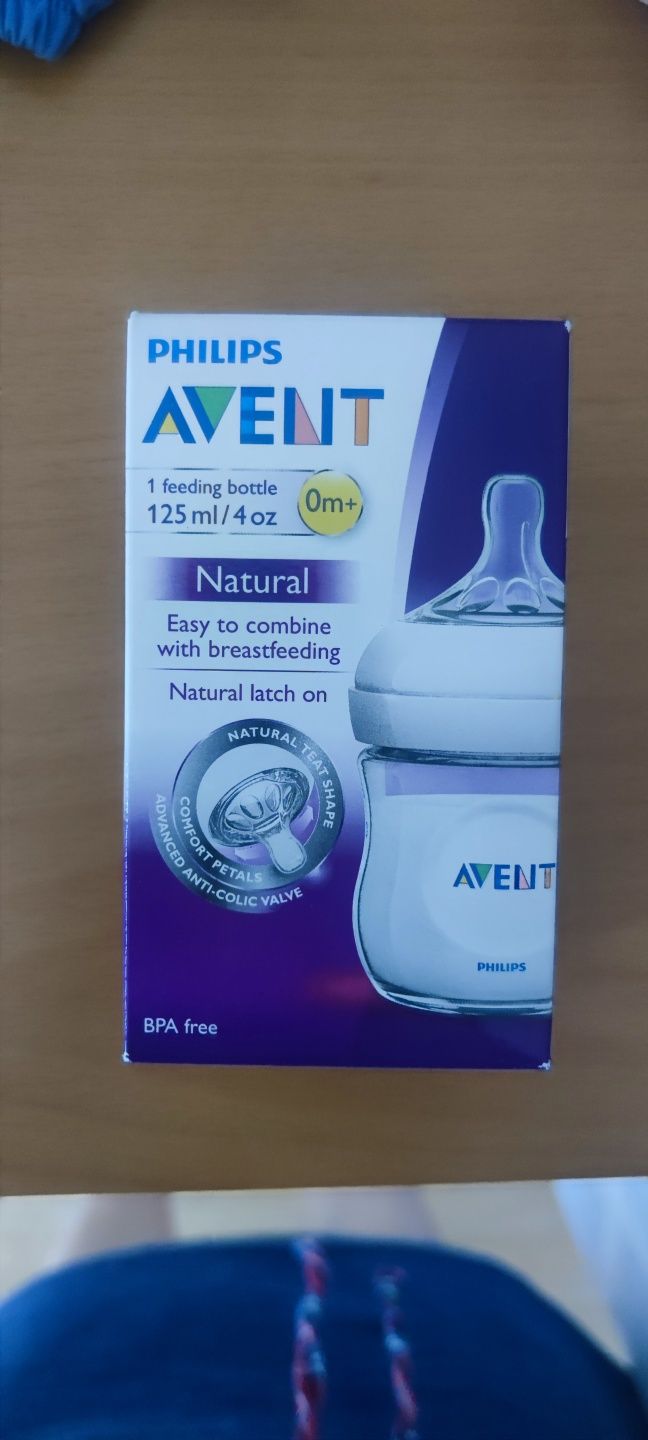 PHILIPS
AVENT
1 feeding bottle
125 ml / 4 oz
0m+
Natural
Easy to combine
with breastfeeding
Natural latch on
NATURAL TEAT SHAPE
COMFORT PETALS
ADVANCED ANTI-COLIC VALVE
AVENT
PHILIPS
BPA free